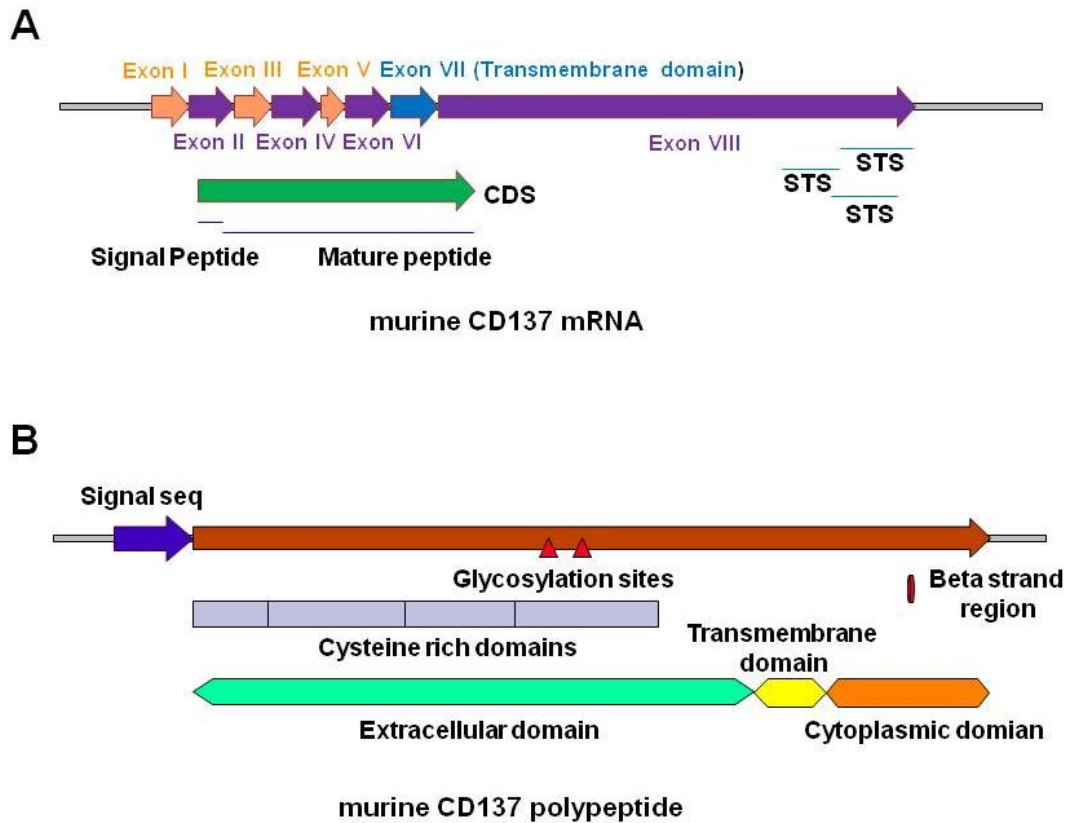 A
Exon I Exon III Exon V Exon VII (Transmembrane domain)
Exon II Exon IV Exon VI Exon VIII
STS
STS
STS
CDS
Signal Peptide Mature peptide
murine CD137 mRNA
B
Signal seq
Glycosylation sites
Beta strand
region
Cysteine rich domains
Transmembrane
domain
Extracellular domain
Cytoplasmic domian
murine CD137 polypeptide